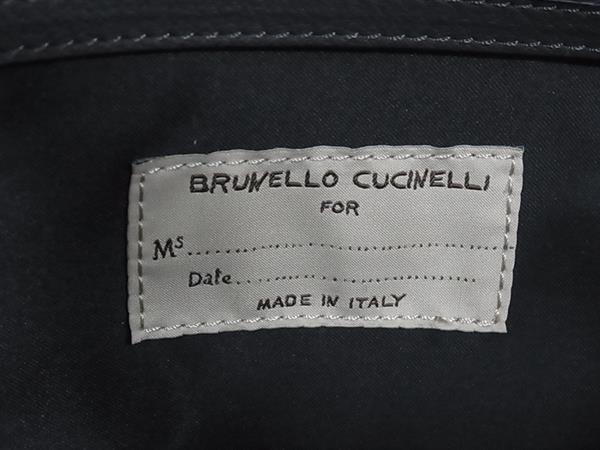 BRUNELLO CUCINELLI
FOR
Ms..............................
Date..............................
MADE IN ITALY